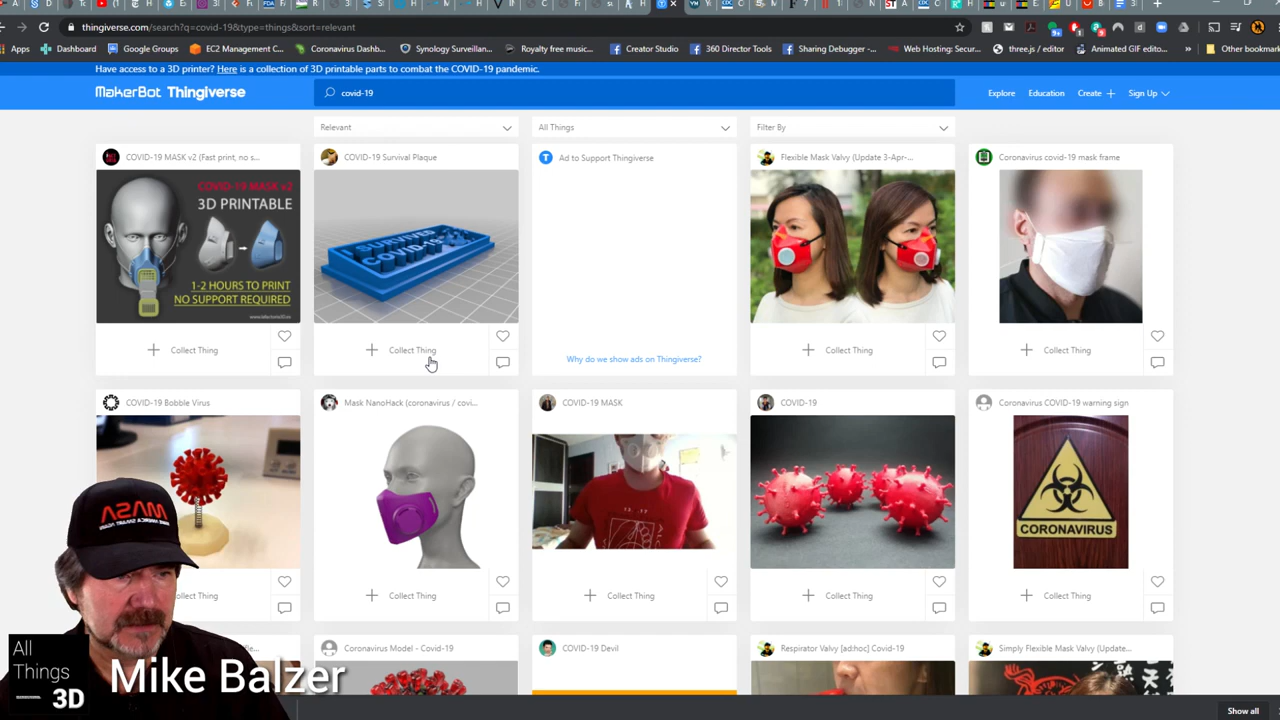 thingiverse.com/search?q=covid-19&type=things&sort=relevant
Apps
Dashboard
Google Groups
EC2 Management C...
Coronavirus Dashb...
Synology Surveillan...
Royalty free music...
Creator Studio
360 Director Tools
Sharing Debugger -...
Web Hosting: Secur...
three.js / editor
Animated GIF edito...
»
Other bookmar
Have access to a 3D printer? Here is a collection of 3D printable parts to combat the COVID-19 pandemic.
MakerBot Thingiverse
covid-19
Explore
Education
Create
Sign Up
Relevant
All Things
Filter By
COVID-19 MASK v2 (Fast print, no s...
COVID-19 Survival Plaque
Ad to Support Thingiverse
Flexible Mask Valvy (Update 3-Apr-...
Coronavirus covid-19 mask frame
COVID-19 MASK v2
3D PRINTABLE
1-2 HOURS TO PRINT
NO SUPPORT REQUIRED
SURVIVED
COVID-19
Why do we show ads on Thingiverse?
Collect Thing
Collect Thing
Collect Thing
Collect Thing
COVID-19 Bobble Virus
Mask NanoHack (coronavirus / covi...
COVID-19 MASK
COVID-19
Coronavirus COVID-19 warning sign
CORONAVIRUS
Collect Thing
Collect Thing
Collect Thing
Collect Thing
Collect Thing
Coronavirus Model - Covid-19
COVID-19 Devil
Respirator Valvy [ad:hoc] Covid-19
Simply Flexible Mask Valvy (Update...
All
Things
3D
Mike Balzer
Show all